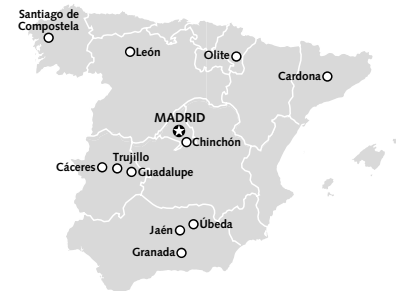 Santiago de
Compostela
León
Olite
Cardona
MADRID
Chinchón
Trujillo
Cáceres
Guadalupe
Úbeda
Jaén
Granada